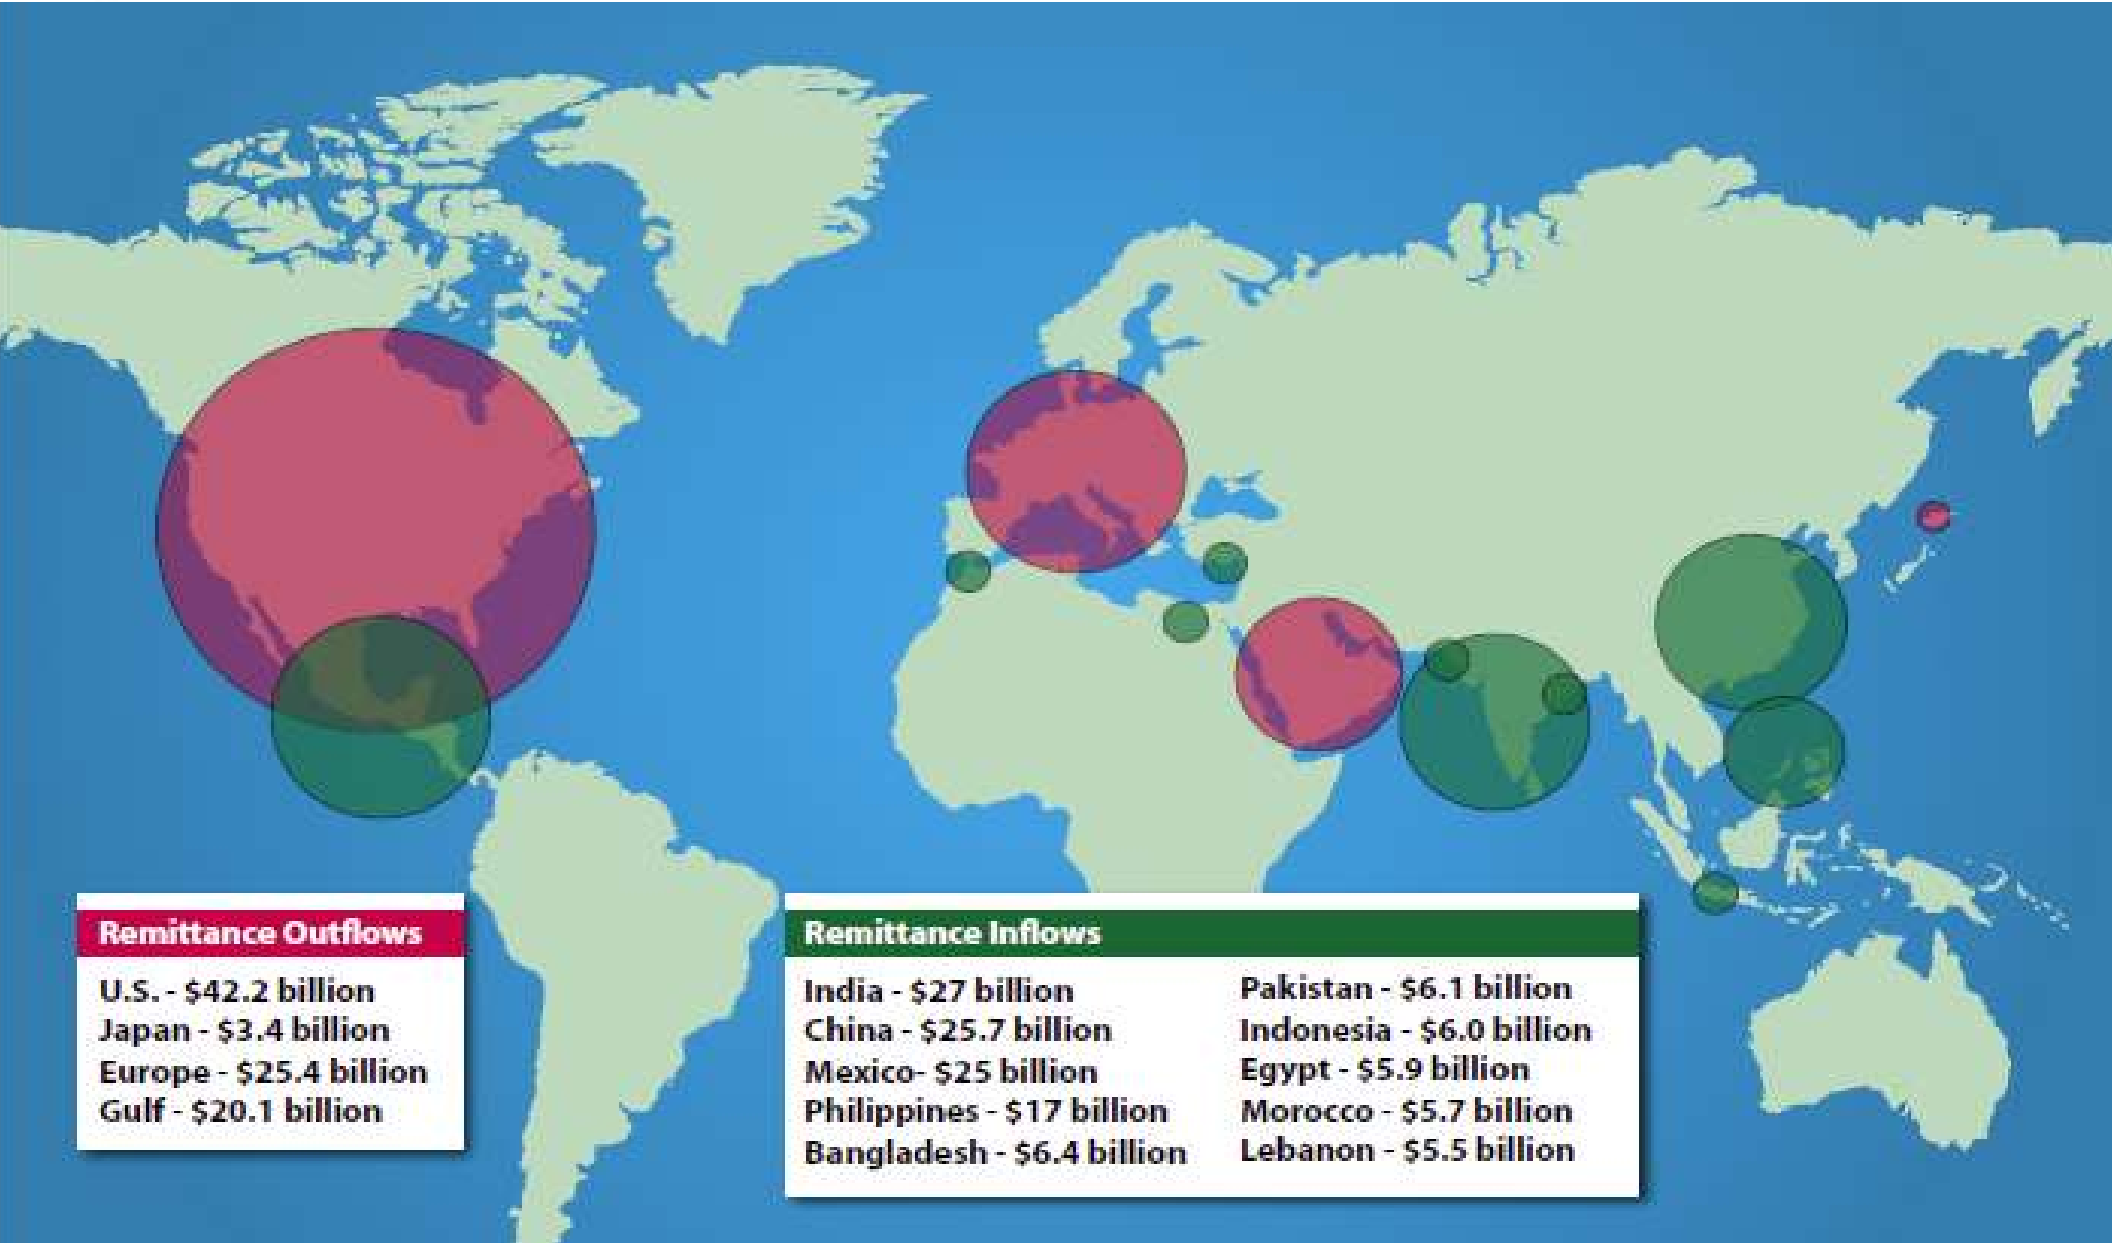 Remittance Outflows
U.S. - $42.2 billion
Japan - $3.4 billion
Europe - $25.4 billion
Gulf - $20.1 billion
Remittance Inflows
India - $27 billion
China - $25.7 billion
Mexico- $25 billion
Philippines - $17 billion
Bangladesh - $6.4 billion
Pakistan - $6.1 billion
Indonesia - $6.0 billion
Egypt - $5.9 billion
Morocco - $5.7 billion
Lebanon - $5.5 billion